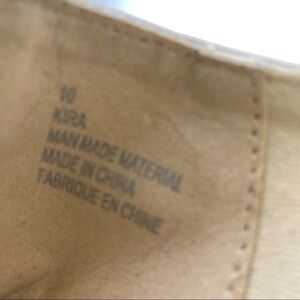 10
KIRA
MAN MADE MATERIAL
MADE IN CHINA
FABRIQUE EN CHINE